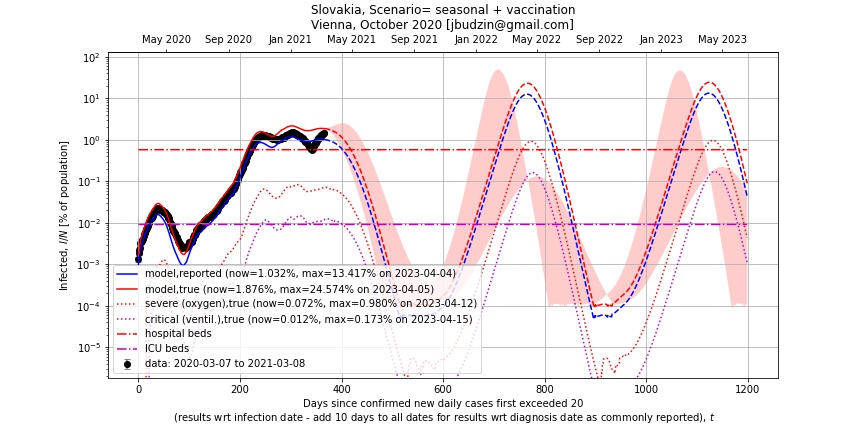 Slovakia, Scenario= seasonal + vaccination
Vienna, October 2020 [jbudzin@gmail.com]
May 2020 Sep 2020 Jan 2021 May 2021 Sep 2021 Jan 2022 May 2022 Sep 2022 Jan 2023 May 2023
Infected, I/N [% of population]
10²
10¹
10⁰
10⁻¹
10⁻²
10⁻³
10⁻⁴
10⁻⁵
model,reported (now=1.032%, max=13.417% on 2023-04-04)
model,true (now=1.876%, max=24.574% on 2023-04-05)
severe (oxygen),true (now=0.072%, max=0.980% on 2023-04-12)
critical (ventil.),true (now=0.012%, max=0.173% on 2023-04-15)
hospital beds
ICU beds
data: 2020-03-07 to 2021-03-08
0 200 400 600 800 1000 1200
Days since confirmed new daily cases first exceeded 20
(results wrt infection date - add 10 days to all dates for results wrt diagnosis date as commonly reported), t